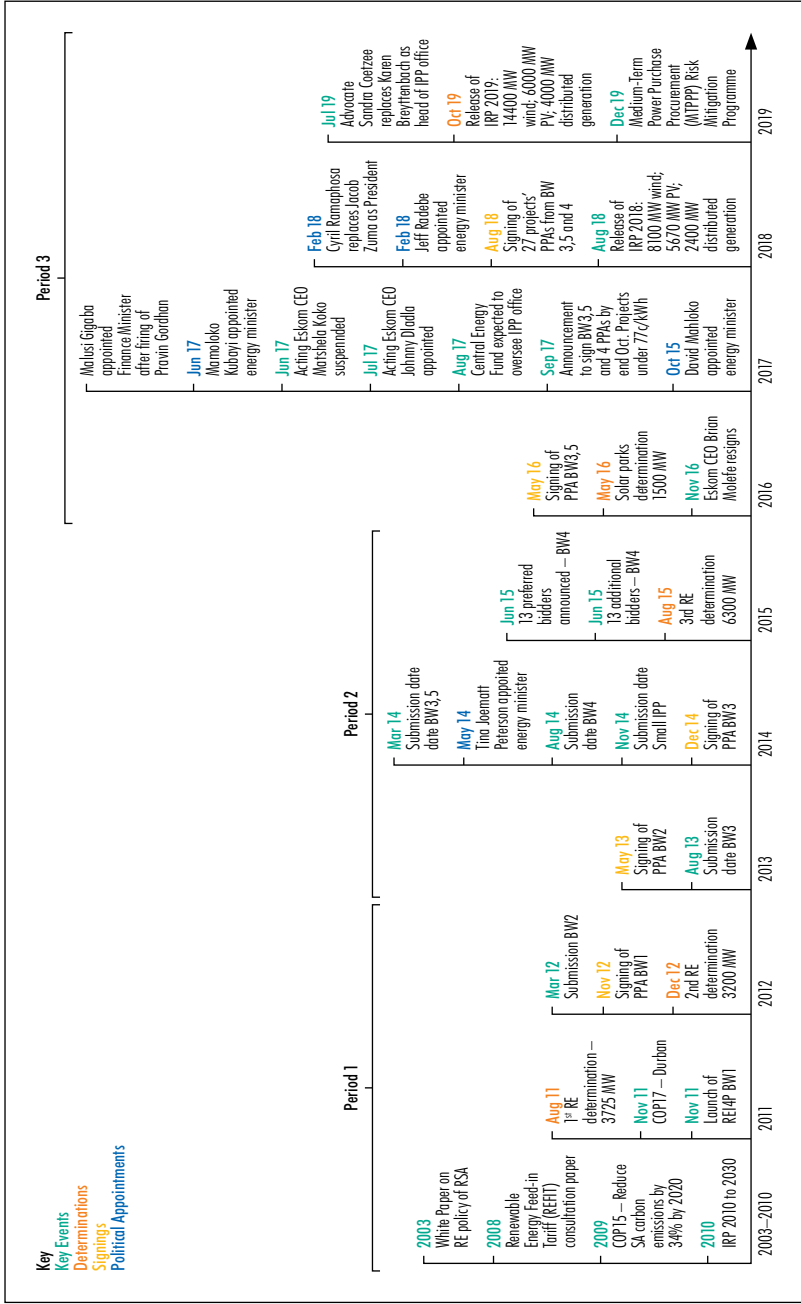 Key
Key Events
Determinations
Signings
Political Appointments
Period 1
2003
White Paper on
RE policy of RSA
2008
Renewable
Energy Feed-in
Tariff (REFIT)
consultation paper
2009
COP15 – Reduce
SA carbon
emissions by
34% by 2020
2010
IRP 2010 to 2030
2003–2010
Aug 11
1st RE
determination –
3725 MW
Nov 11
COP17 – Durban
Nov 11
Launch of
REI4P BW1
2011
Mar 12
Submission BW2
Nov 12
Signing of
PPA BW1
Dec 12
2nd RE
determination
3200 MW
2012
Period 2
May 13
Signing of
PPA BW2
Aug 13
Submission
date BW3
2013
Mar 14
Submission date
BW3,5
May 14
Tina Joematt
Peterson appoited
energy minister
Aug 14
Submission
date BW4
Nov 14
Submission date
Small IPP
Dec 14
Signing of
PPA BW3
2014
Jun 15
13 preferred
bidders
announced – BW4
Jun 15
13 additional
bidders – BW4
Aug 15
3rd RE
determination
6300 MW
2015
Period 3
May 16
Signing of
PPA BW3,5
May 16
Solar parks
determination
1500 MW
Nov 16
Eskom CEO Brian
Molefe resigns
2016
Malusi Gigaba
appointed
Finance Minister
after firing of
Pravin Gordhan
Jun 17
Mamoloko
Kubayi appointed
energy minister
Jun 17
Acting Eskom CEO
Matshela Koko
suspennded
Jul 17
Acting Eskom CEO
Johnny Dladla
appointed
Aug 17
Central Energy
Fund expected to
oversee IPP office
Sep 17
Announcement
to sign BW3,5
and 4 PPAs by
end Oct. Projects
under 77c/kWh
Oct 15
David Mahloko
appointed
energy minister
2017
Feb 18
Cyril Ramaphosa
replaces Jacob
Zuma as President
Feb 18
Jeff Radebe
appointed
energy minister
Aug 18
Signing of
27 projects'
PPAs from BW
3,5 and 4
Aug 18
Release of
IRP 2018:
8100 MW wind;
5670 MW PV;
2400 MW
distributed
generation
2018
Jul 19
Advocate
Sandra Coetzee
replaces Karen
Breyttenbach as
head of IPP office
Oct 19
Release of
IRP 2019:
14400 MW
wind; 6000 MW
PV; 4000 MW
distributed
generation
Dec 19
Medium-Term
Power Purchase
Procurement
(MTPPP) Risk
Mitigation
Programme
2019